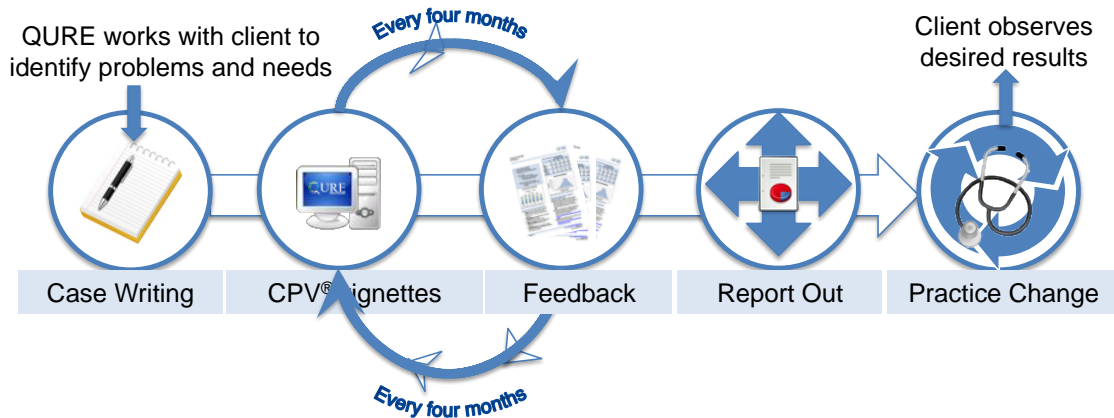 Every four months
QURE works with client to
identify problems and needs
Client observes
desired results
QURE
Case Writing
CPV® ignettes
Feedback
Report Out
Practice Change
Every four months